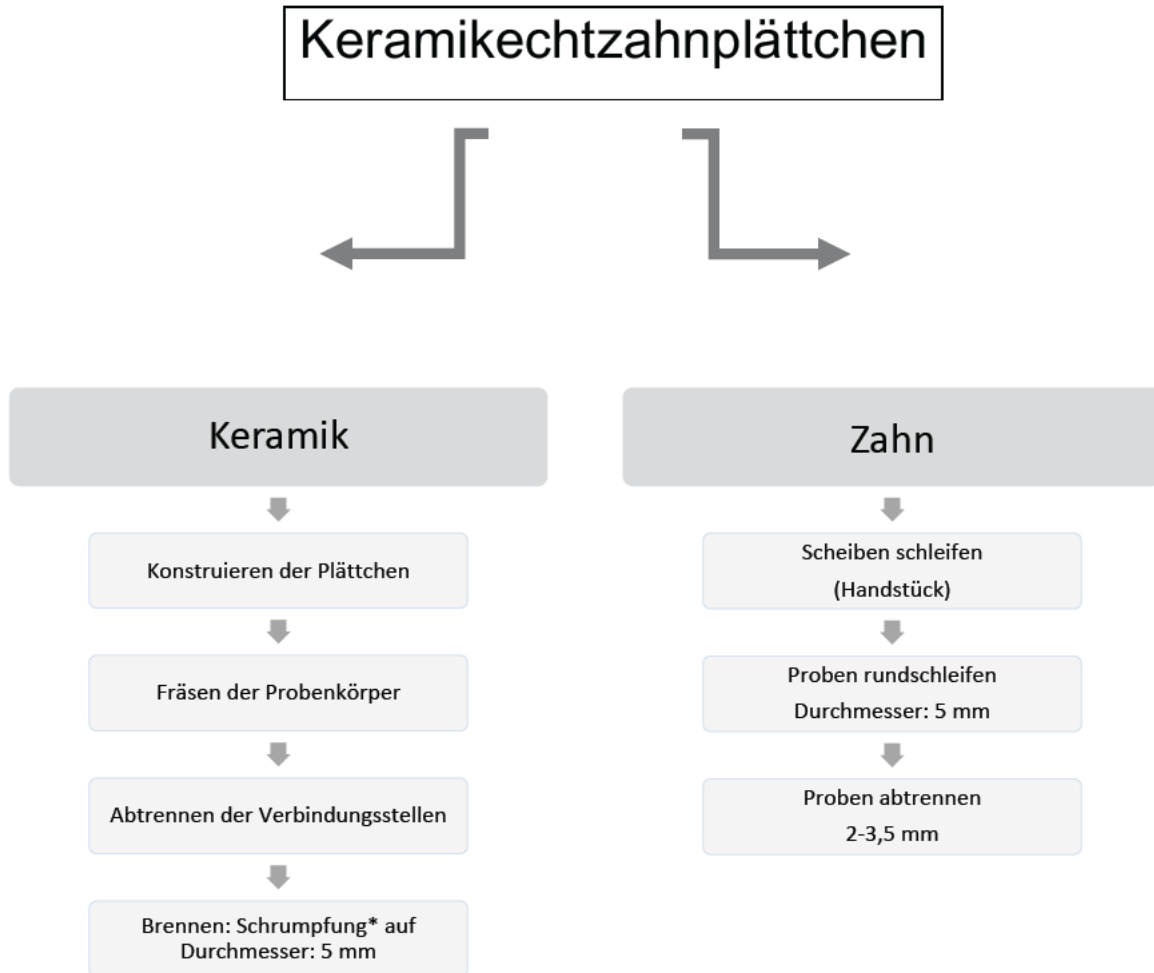 Keramikechtzahnplättchen
Keramik
Konstruieren der Plättchen
Fräsen der Probenkörper
Abtrennen der Verbindungsstellen
Brennen: Schrumpfung* auf
Durchmesser: 5 mm
Zahn
Scheiben schleifen
(Handstück)
Proben rundschleifen
Durchmesser: 5 mm
Proben abtrennen
2-3,5 mm